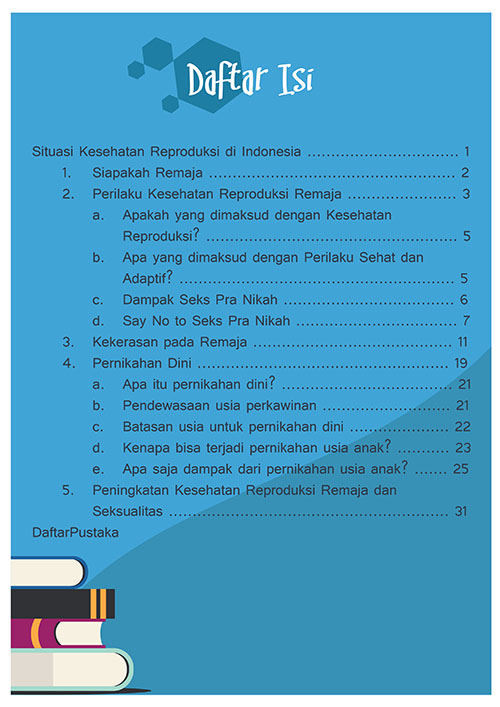 Daftar Isi
Situasi Kesehatan Reproduksi di Indonesia ................................ 1
1. Siapakah Remaja .................................................... 2
2. Perilaku Kesehatan Reproduksi Remaja ....................... 3
a. Apakah yang dimaksud dengan Kesehatan
Reproduksi? ..................................................... 5
b. Apa yang dimaksud dengan Perilaku Sehat dan
Adaptif? ........................................................... 5
c. Dampak Seks Pra Nikah .................................... 6
d. Say No to Seks Pra Nikah .................................. 7
3. Kekerasan pada Remaja .......................................... 11
4. Pernikahan Dini ..................................................... 19
a. Apa itu pernikahan dini? .................................... 21
b. Pendewasaan usia perkawinan ........................... 21
c. Batasan usia untuk pernikahan dini ..................... 22
d. Kenapa bisa terjadi pernikahan usia anak? ........... 23
e. Apa saja dampak dari pernikahan usia anak? ....... 25
5. Peningkatan Kesehatan Reproduksi Remaja dan
Seksualitas ........................................................... 31
DaftarPustaka